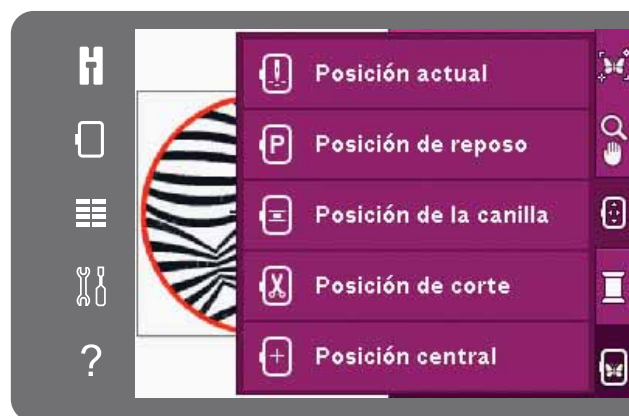 Posición actual
Posición de reposo
Posición de la canilla
Posición de corte
Posición central
P
?